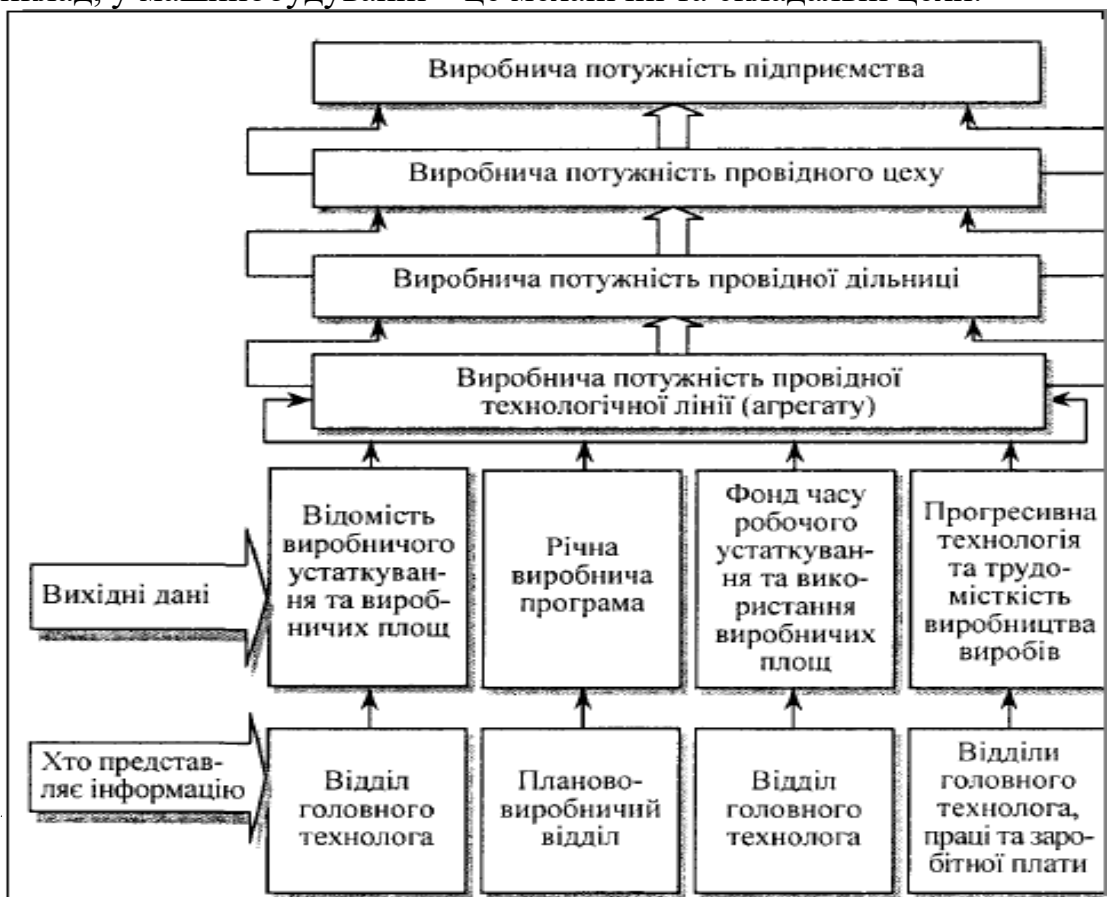 Виробнича потужність підприємства
Виробнича потужність провідного цеху
Виробнича потужність провідної дільниці
Виробнича потужність провідної
технологічної лінії (агрегату)
Вихідні дані
Відомість
виробничого
устаткуван-
ня та вироб-
ничих площ
Річна
виробнича
програма
Фонд часу
робочого
устаткуван-
ня та вико-
ристання
виробничих
площ
Прогресивна
технологія
та трудо-
місткість
виробництва
виробів
Хто представ-
ляє інформацію
Відділ
головного
технолога
Планово-
виробничий
відділ
Відділ
головного
технолога
Відділи
головного
технолога,
праці та заро-
бітної плати